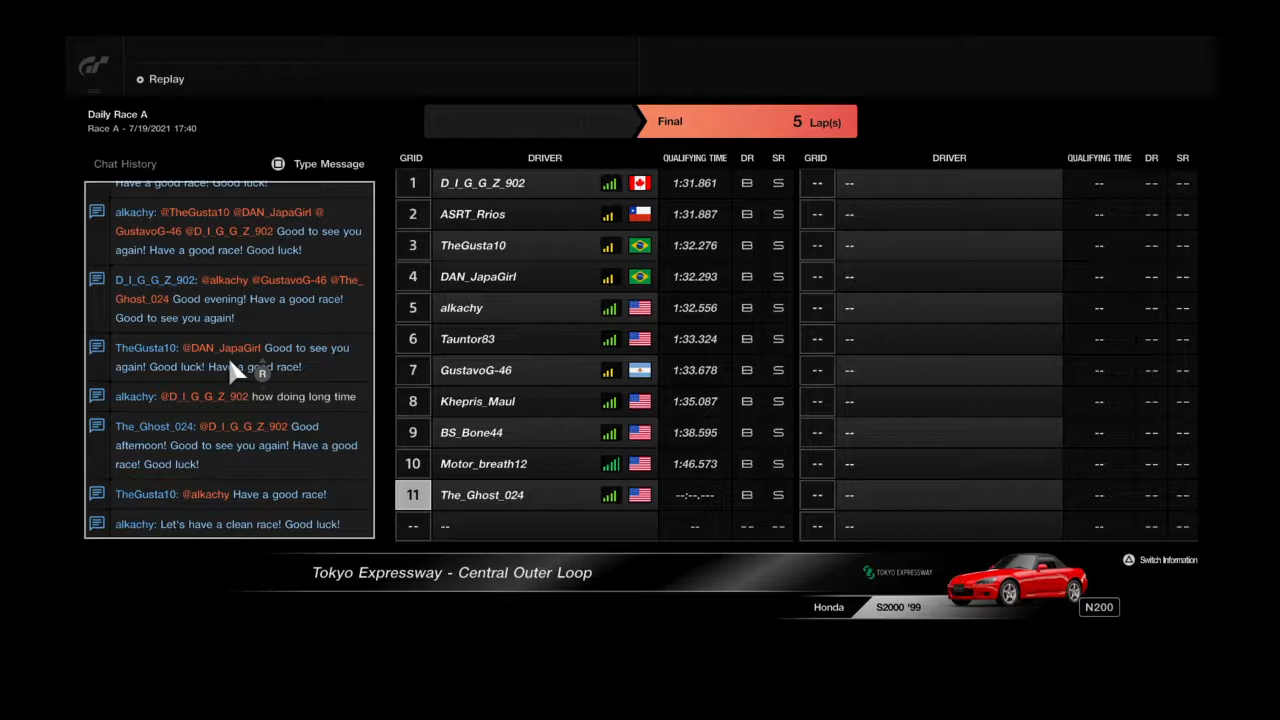 Replay
Daily Race A
Race A - 7/19/2021 17:40
Final 5 Lap(s)
Chat History Type Message
Have a good race! Good luck!
alkachy: @TheGusta10 @DAN_JapaGirl @
GustavoG-46 @D_I_G_G_Z_902 Good to see you
again! Have a good race! Good luck!
D_I_G_G_Z_902: @alkachy @GustavoG-46 @The_
Ghost_024 Good evening! Have a good race!
Good to see you again!
TheGusta10: @DAN_JapaGirl Good to see you
again! Good luck! Have a good race!
R
alkachy: @D_I_G_G_Z_902 how doing long time
The_Ghost_024: @D_I_G_G_Z_902 Good
afternoon! Good to see you again! Have a good
race! Good luck!
TheGusta10: @alkachy Have a good race!
alkachy: Let's have a clean race! Good luck!
GRID DRIVER QUALIFYING TIME DR SR
1 D_I_G_G_Z_902 1:31.861 B S
2 ASRT_Rrios 1:31.887 B S
3 TheGusta10 1:32.276 B S
4 DAN_JapaGirl 1:32.293 B S
5 alkachy 1:32.556 B S
6 Tauntor83 1:33.324 B S
7 GustavoG-46 1:33.678 B S
8 Khepris_Maul 1:35.087 B S
9 BS_Bone44 1:38.595 B S
10 Motor_breath12 1:46.573 B S
11 The_Ghost_024 --:--.--- B S
-- -- -- -- --
GRID DRIVER QUALIFYING TIME DR SR
-- -- -- -- --
-- -- -- -- --
-- -- -- -- --
-- -- -- -- --
-- -- -- -- --
-- -- -- -- --
-- -- -- -- --
-- -- -- -- --
-- -- -- -- --
-- -- -- -- --
-- -- -- -- --
-- -- -- -- --
Tokyo Expressway - Central Outer Loop
TOKYO EXPRESSWAY
Switch Information
Honda S2000 '99 N200